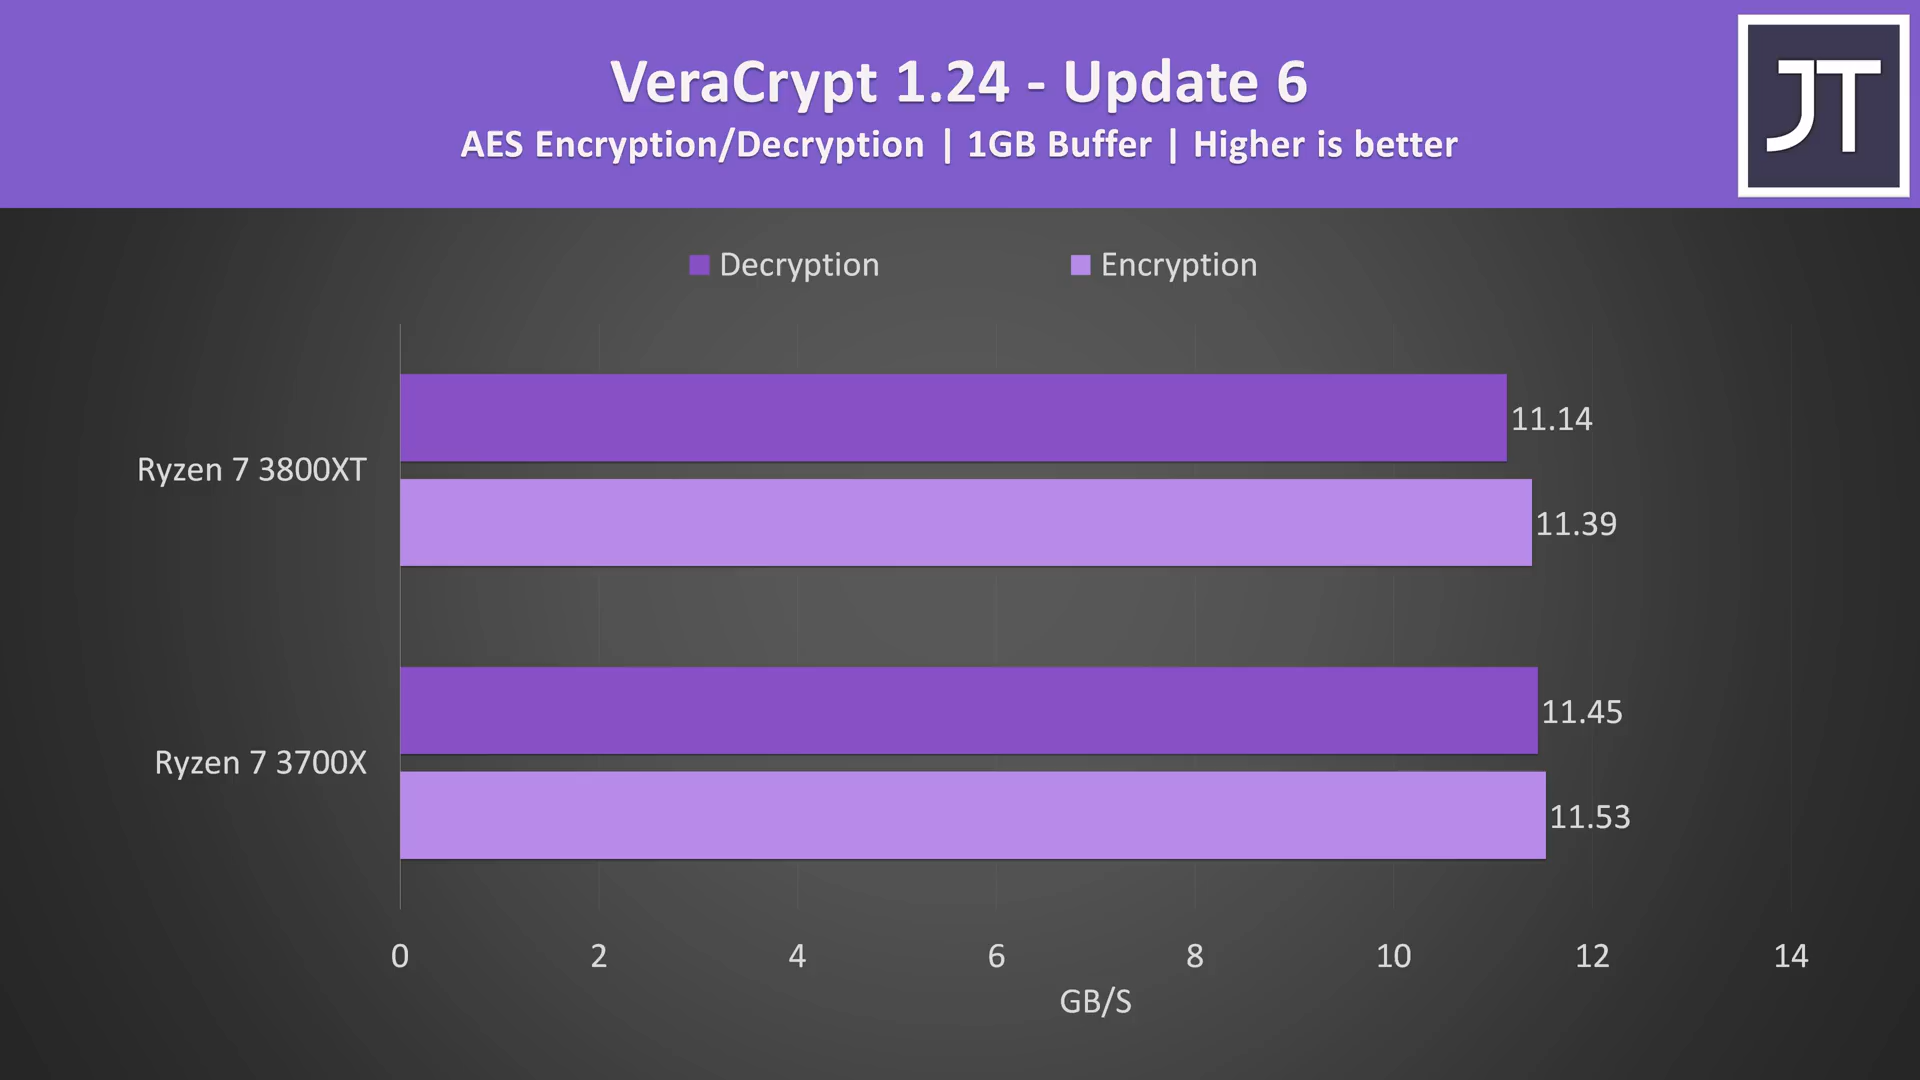 VeraCrypt 1.24 - Update 6
AES Encryption/Decryption | 1GB Buffer | Higher is better
JT
Decryption
Encryption
Ryzen 7 3800XT
11.14
11.39
Ryzen 7 3700X
11.45
11.53
0 2 4 6 8 10 12 14
GB/S